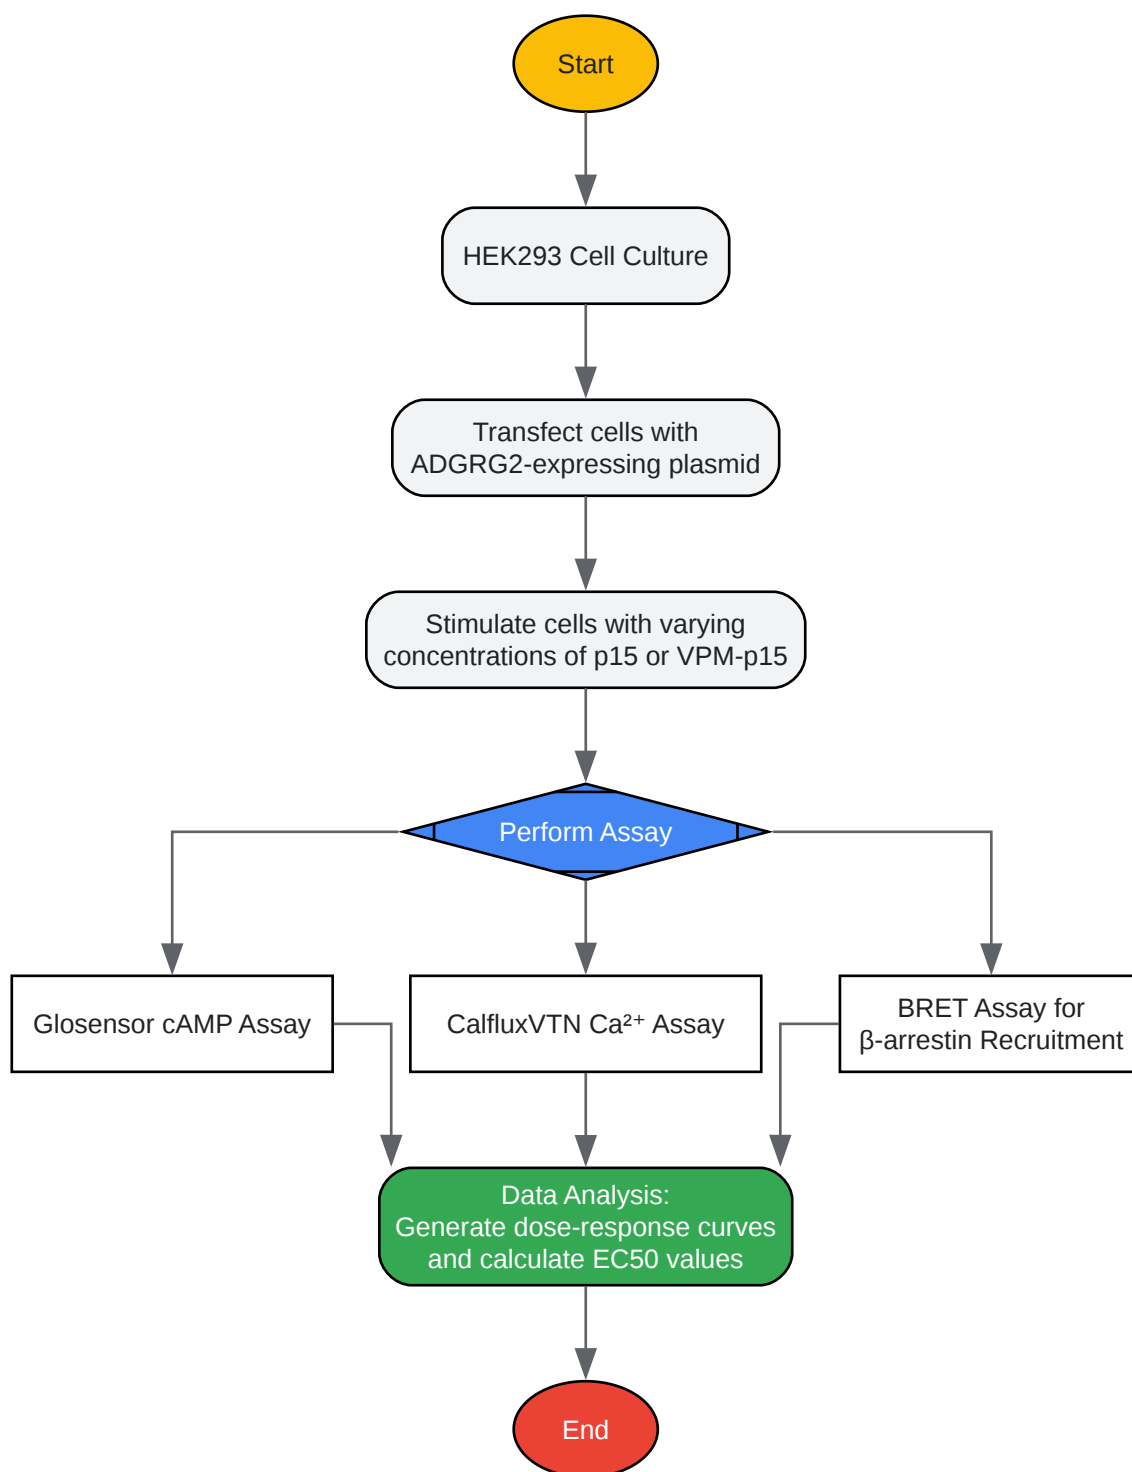 Start
HEK293 Cell Culture
Transfect cells with
ADGRG2-expressing plasmid
Stimulate cells with varying
concentrations of p15 or VPM-p15
Perform Assay
Glosensor cAMP Assay
CalfluxVTN Ca²⁺ Assay
BRET Assay for
β-arrestin Recruitment
Data Analysis:
Generate dose-response curves
and calculate EC50 values
End